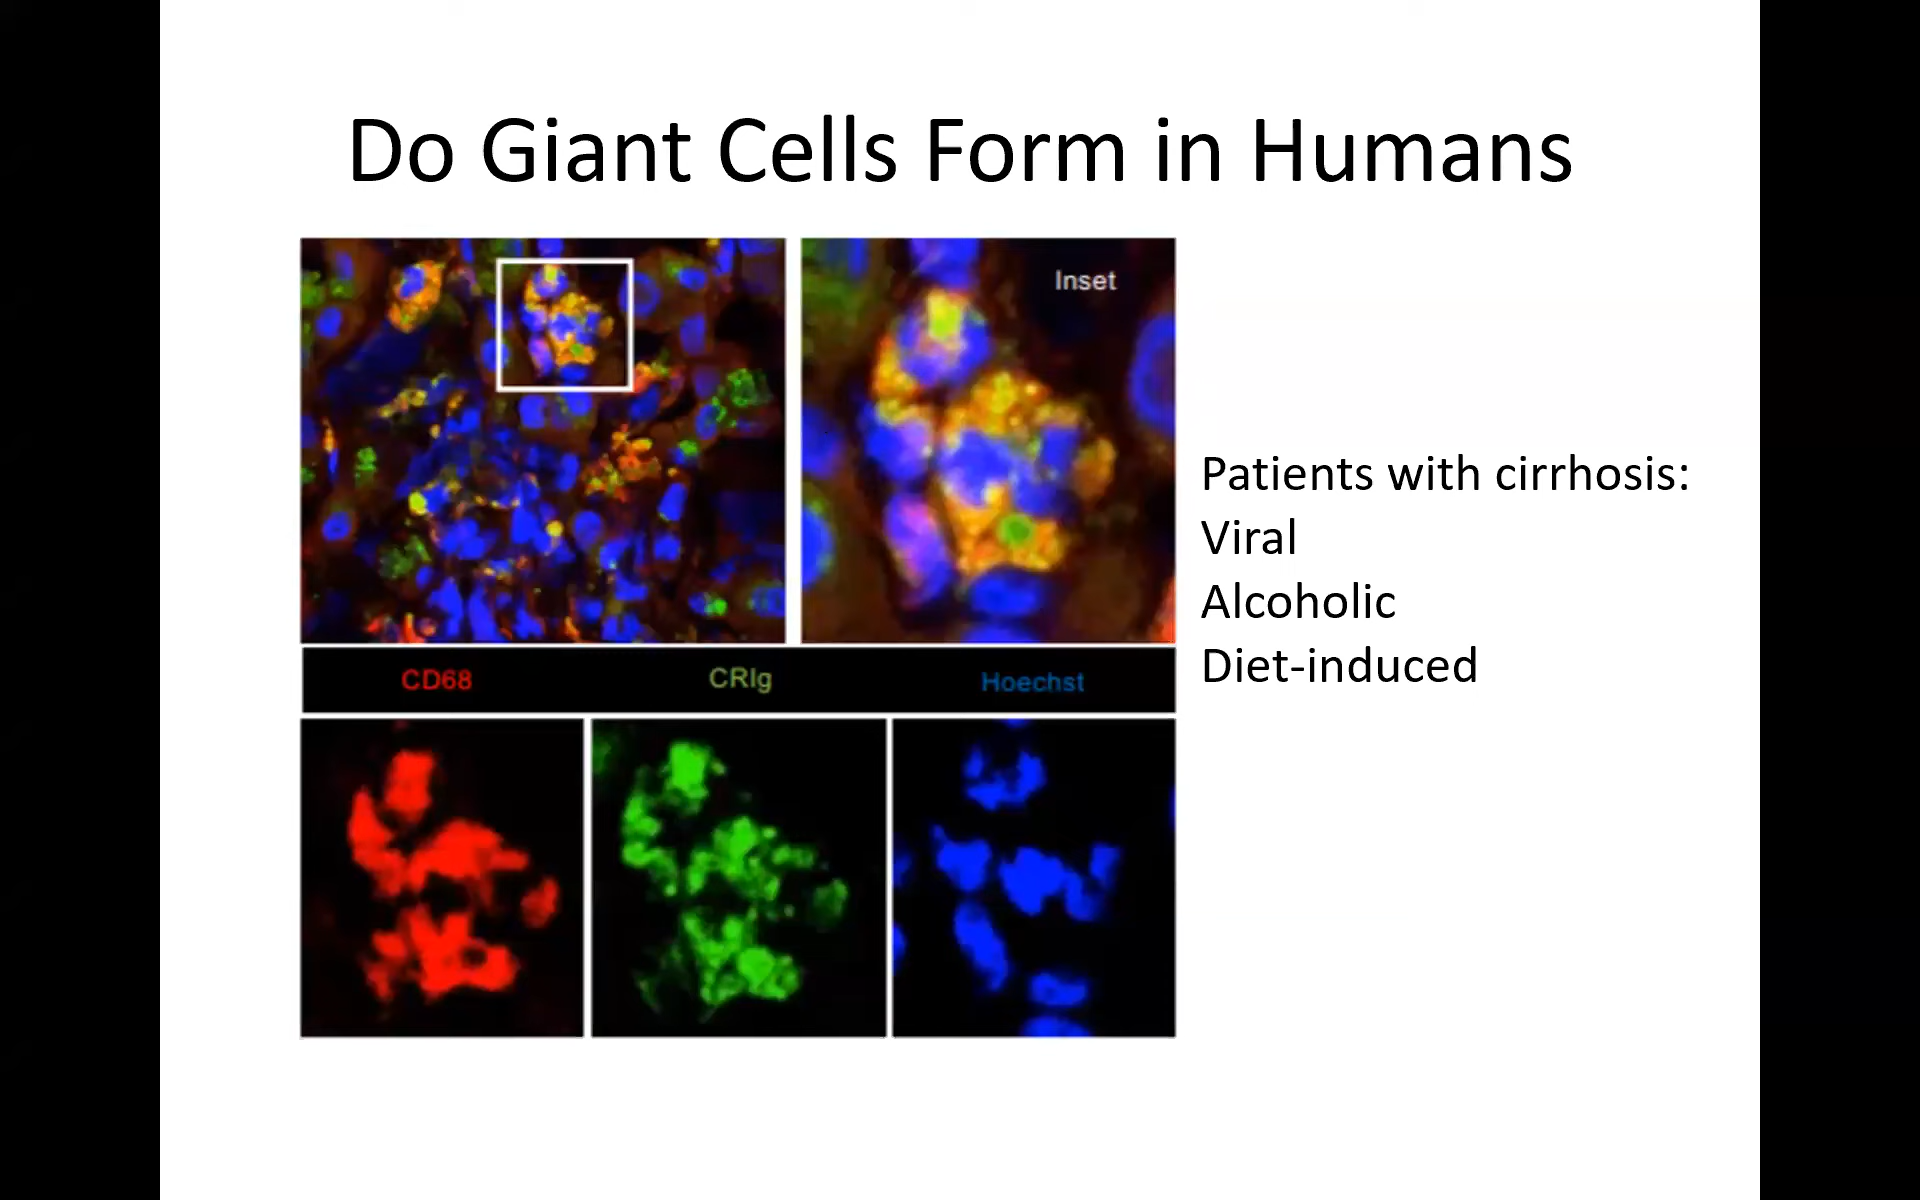 Do Giant Cells Form in Humans
Inset
Patients with cirrhosis:
Viral
Alcoholic
Diet-induced
CD68
CRIg
Hoechst